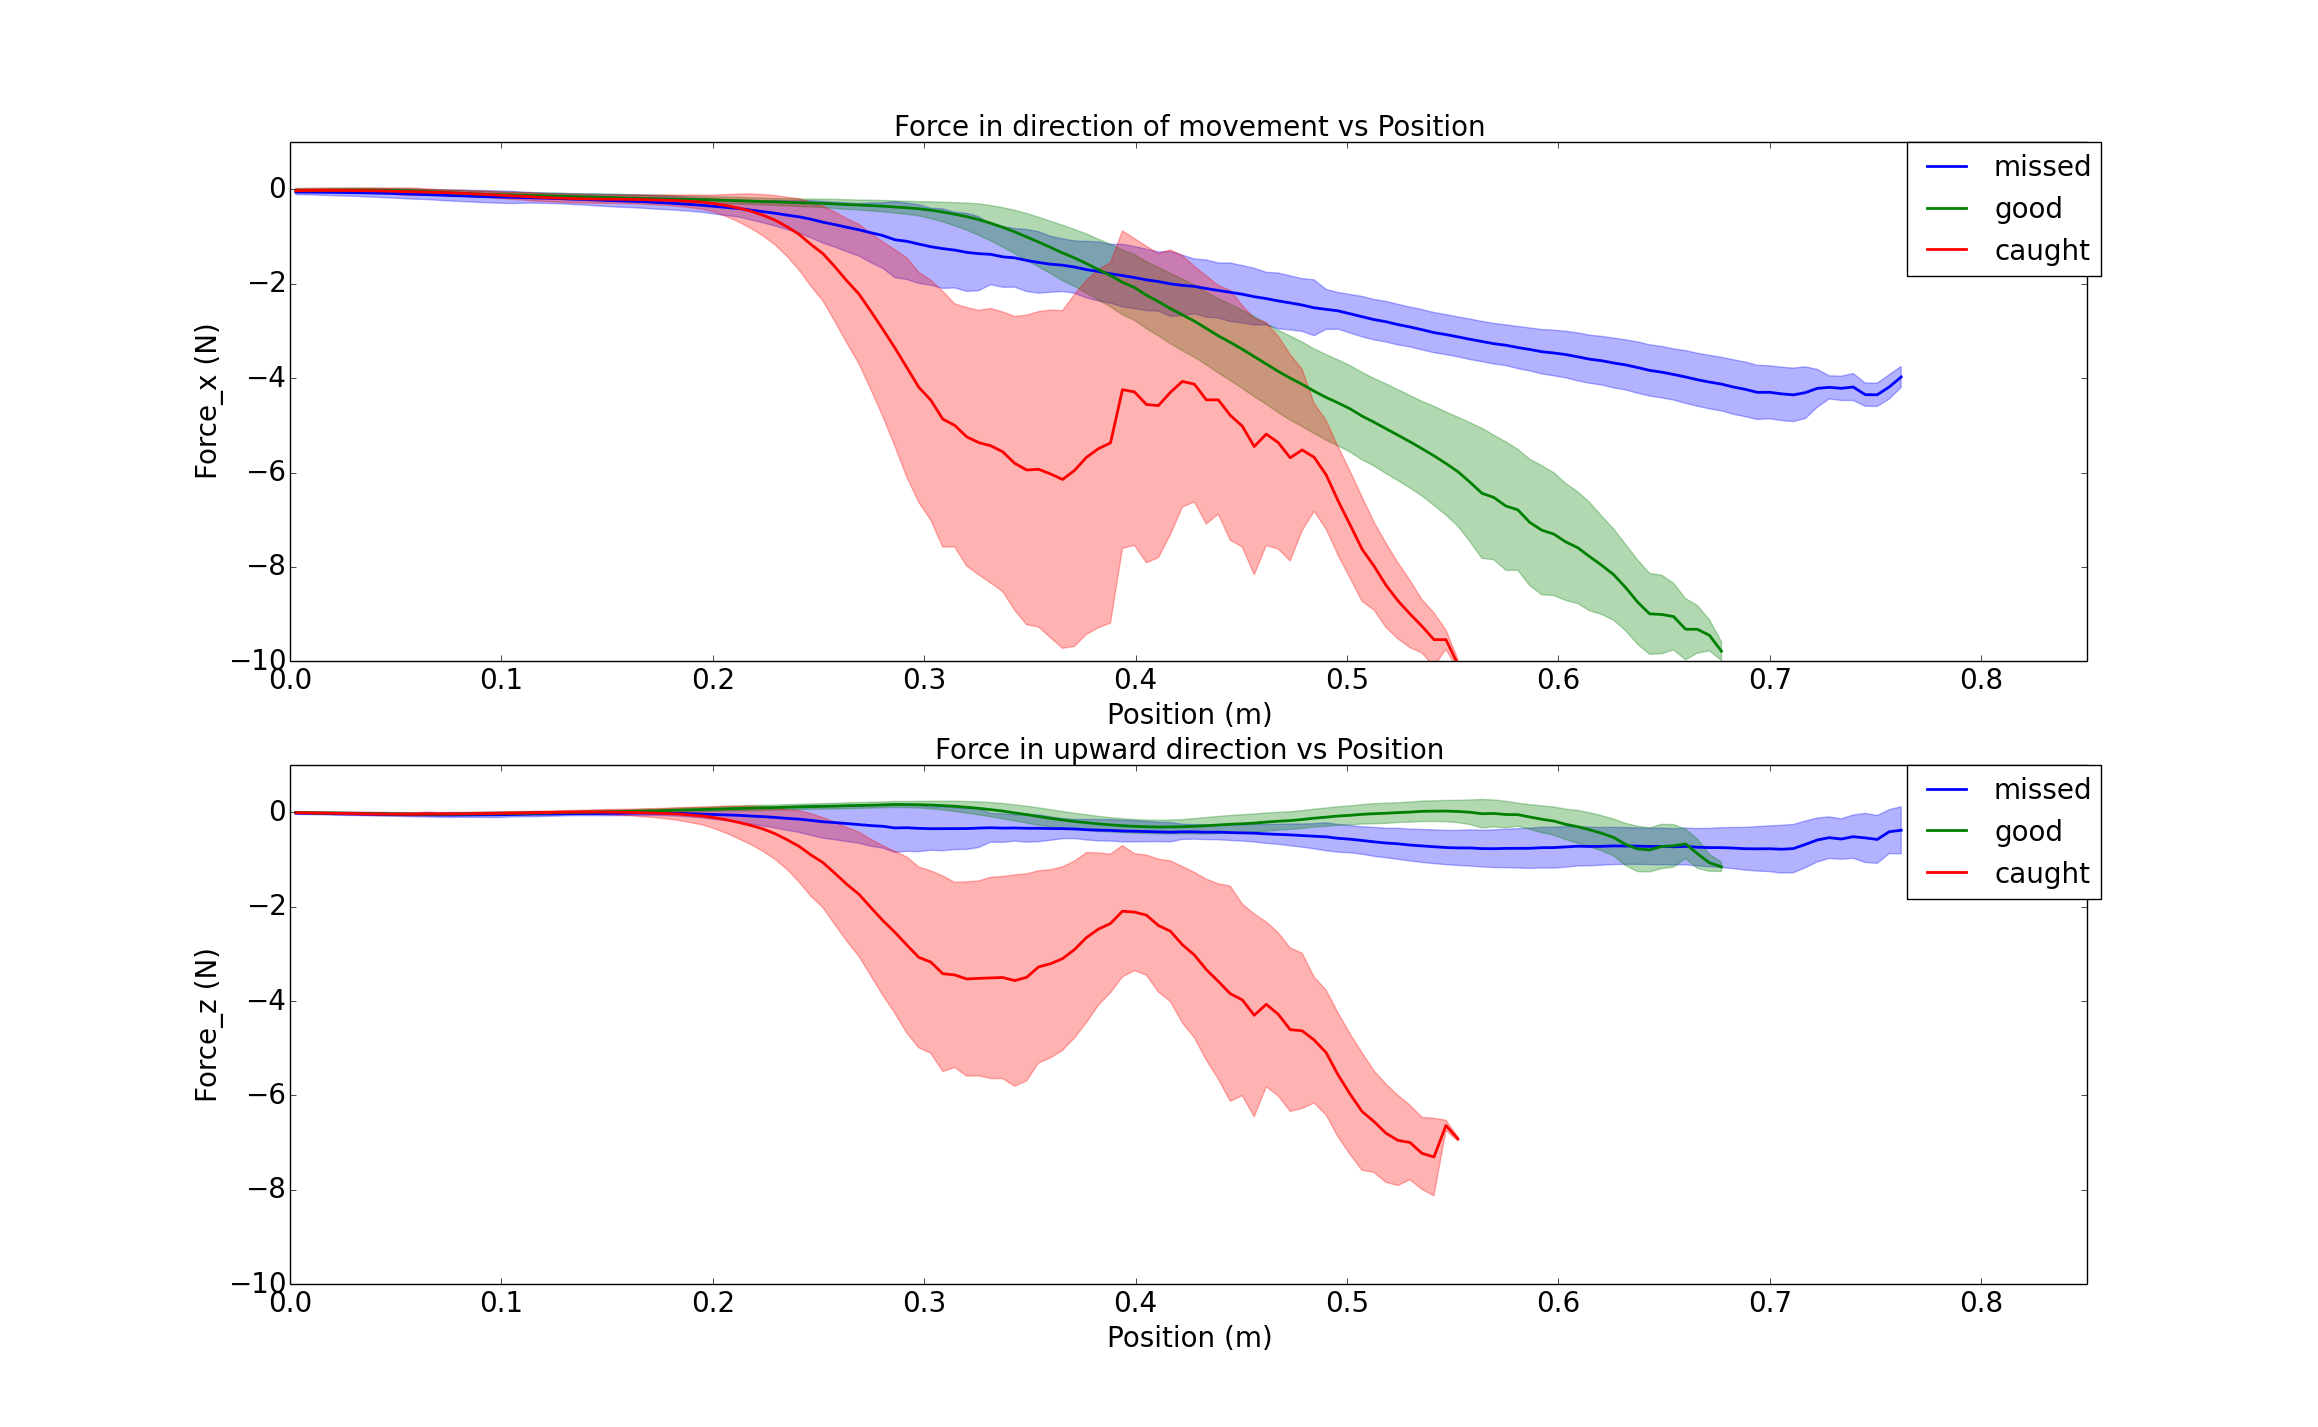 Force in direction of movement vs Position
missed
good
caught
Force_x (N)
0
−2
−4
−6
−8
−10
0.0 0.1 0.2 0.3 0.4 0.5 0.6 0.7 0.8
Position (m)
Force in upward direction vs Position
missed
good
caught
Force_z (N)
0
−2
−4
−6
−8
−10
0.0 0.1 0.2 0.3 0.4 0.5 0.6 0.7 0.8
Position (m)